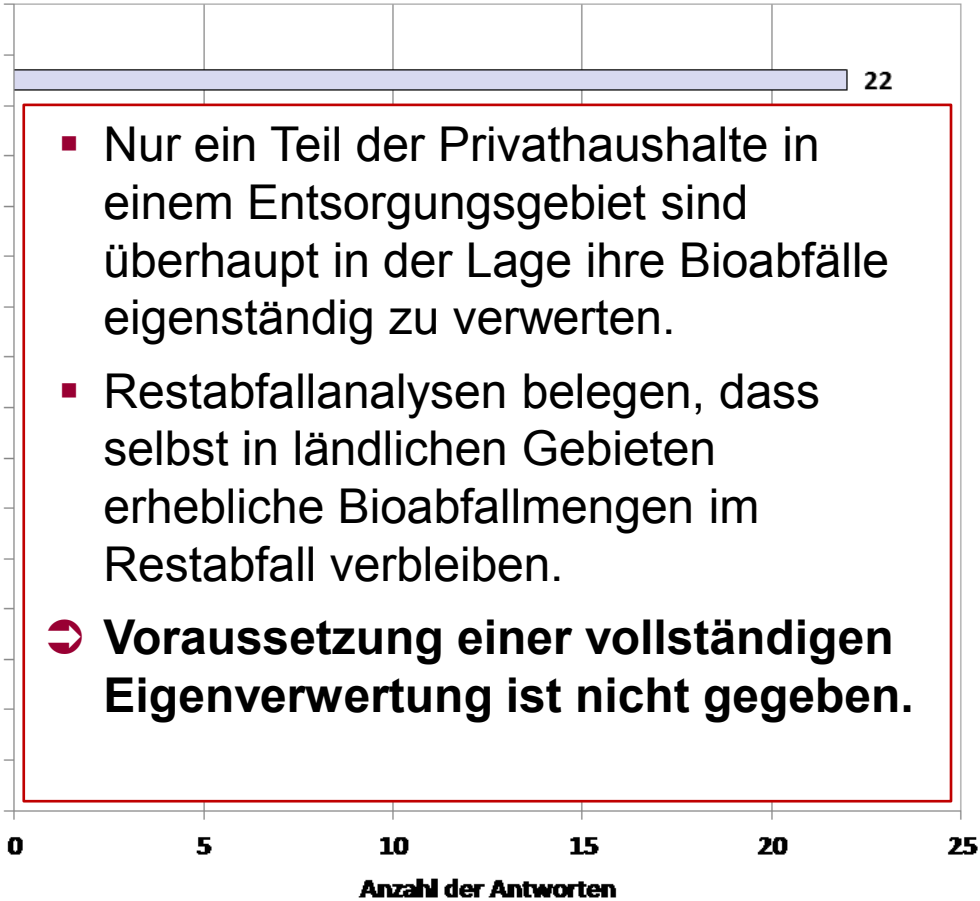 22
▪ Nur ein Teil der Privathaushalte in
einem Entsorgungsgebiet sind
überhaupt in der Lage ihre Bioabfälle
eigenständig zu verwerten.
▪ Restabfallanalysen belegen, dass
selbst in ländlichen Gebieten
erhebliche Bioabfallmengen im
Restabfall verbleiben.
➲ Voraussetzung einer vollständigen
Eigenverwertung ist nicht gegeben.
0 5 10 15 20 25
Anzahl der Antworten